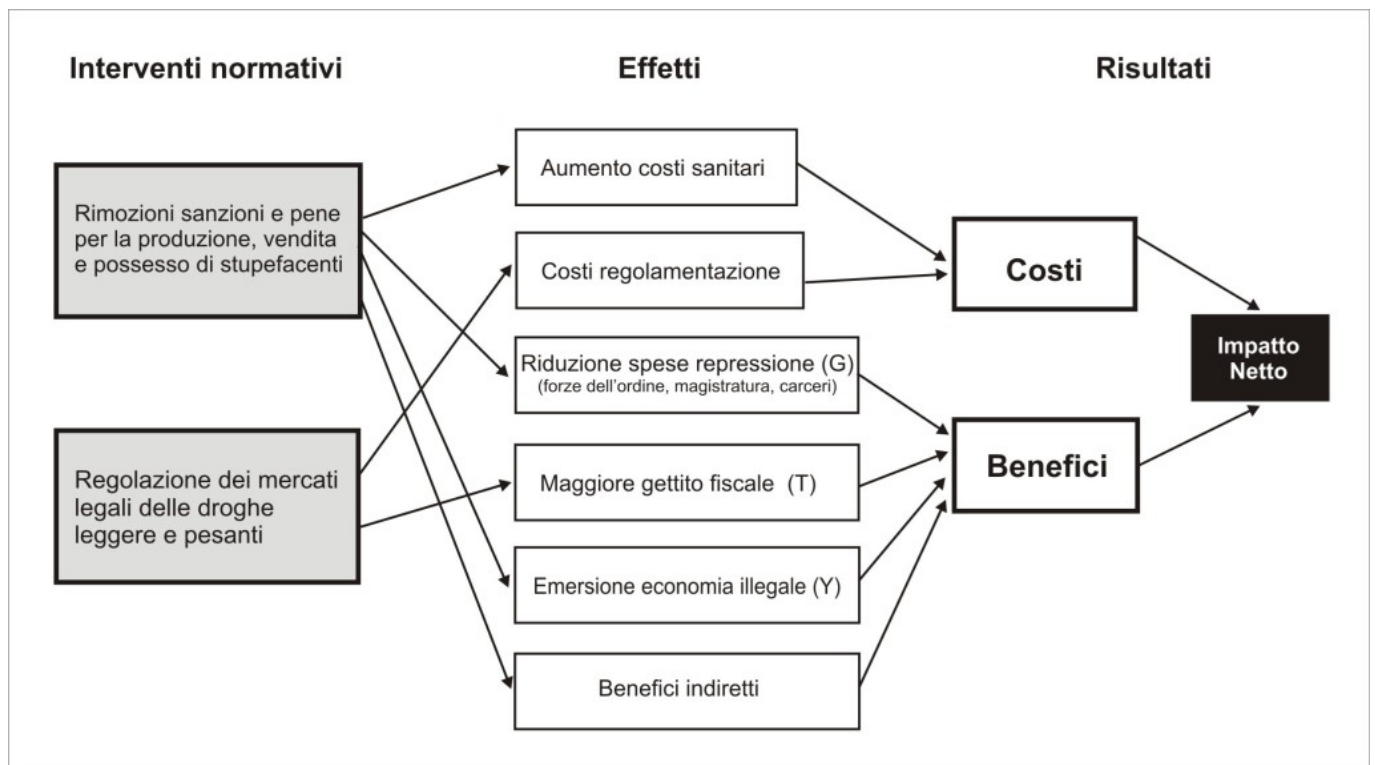 Interventi normativi
Effetti
Risultati
Rimozioni sanzioni e pene
per la produzione, vendita
e possesso di stupefacenti
Regolazione dei mercati
legali delle droghe
leggere e pesanti
Aumento costi sanitari
Costi regolamentazione
Riduzione spese repressione (G)
(forze dell'ordine, magistratura, carceri)
Maggiore gettito fiscale (T)
Emersione economia illegale (Y)
Benefici indiretti
Costi
Benefici
Impatto
Netto